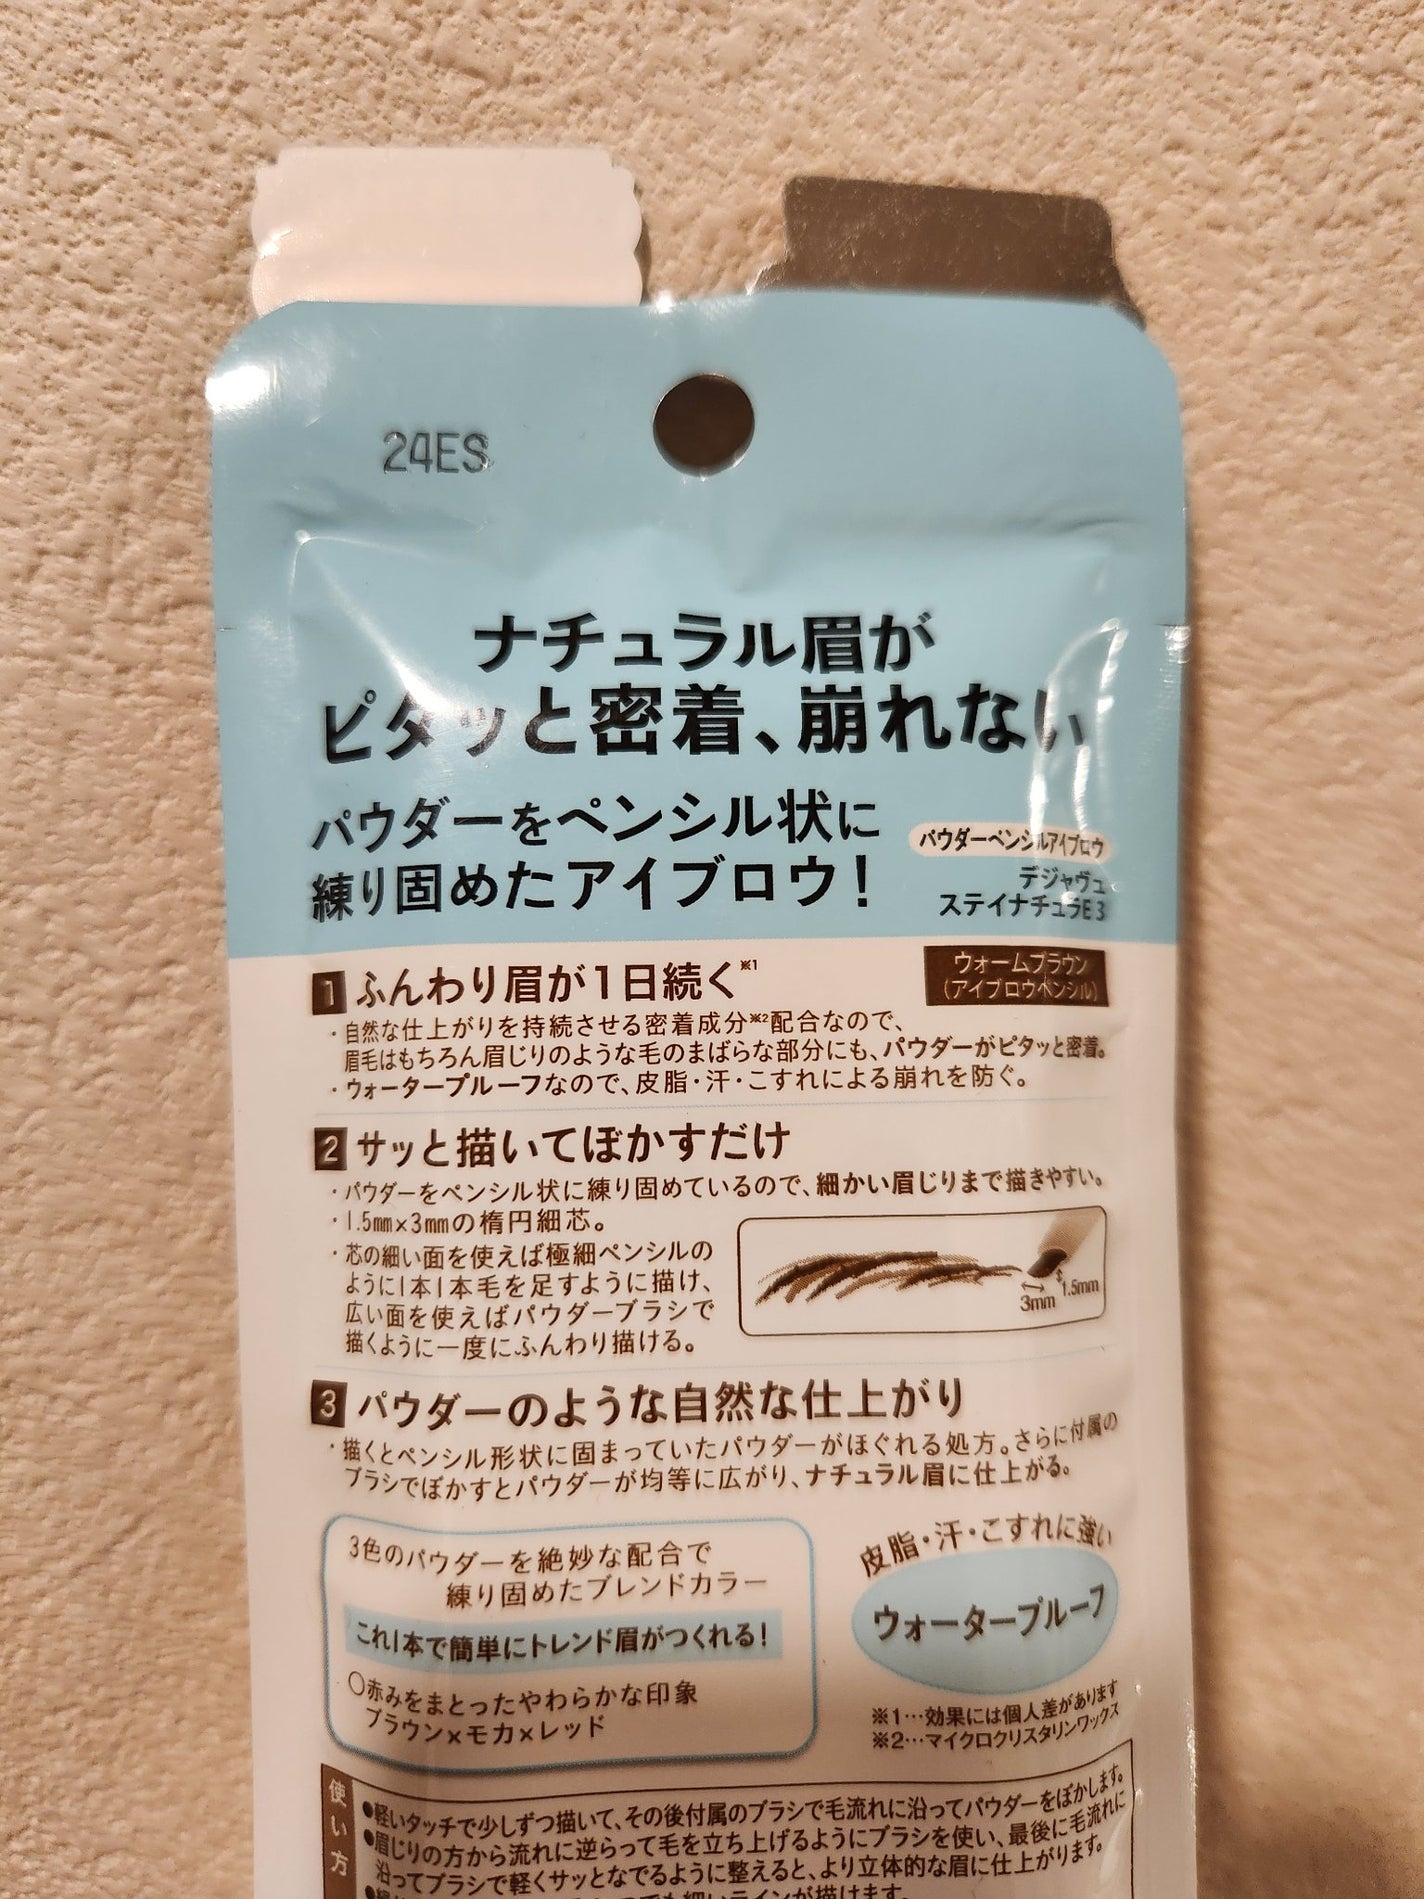 24ES
ナチュラル眉が
ピタッと密着、崩れない
パウダーをペンシル状に
練り固めたアイブロウ!
パウダーペンシルアイブロウ
デジャヴュ
ステイナチュラE3
ウォームブラウン
(アイブロウペンシル)
1 ふんわり眉が1日続く※1
・自然な仕上がりを持続させる密着成分※2配合なので、
眉毛はもちろん眉じりのような毛のまばらな部分にも、パウダーがピタッと密着。
・ウォータープルーフなので、皮脂・汗・こすれによる崩れを防ぐ。
2 サッと描いてぼかすだけ
・パウダーをペンシル状に練り固めているので、細かい眉じりまで描きやすい。
・1.5mm×3mmの楕円細芯。
・芯の細い面を使えば極細ペンシルの
ように1本1本毛を足すように描け、
広い面を使えばパウダーブラシで
描くように一度にふんわり描ける。
3mm
1.5mm
3 パウダーのような自然な仕上がり
・描くとペンシル形状に固まっていたパウダーがほぐれる処方。さらに付属の
ブラシでぼかすとパウダーが均等に広がり、ナチュラル眉に仕上がる。
3色のパウダーを絶妙な配合で
練り固めたブレンドカラー
これ1本で簡単にトレンド眉がつくれる!
○赤みをまとったやわらかな印象
ブラウン×モカ×レッド
皮脂・汗・こすれに強い
ウォータープルーフ
※1…効果には個人差があります
※2…マイクロクリスタリンワックス
使い方
●軽いタッチで少しずつ描いて、その後付属のブラシで毛流れに沿ってパウダーをぼかします。
●眉じりの方から流れに逆らって毛を立ち上げるようにブラシを使い、最後に毛流れに
沿ってブラシで軽くサッとなでるように整えると、より立体的な眉に仕上がります。